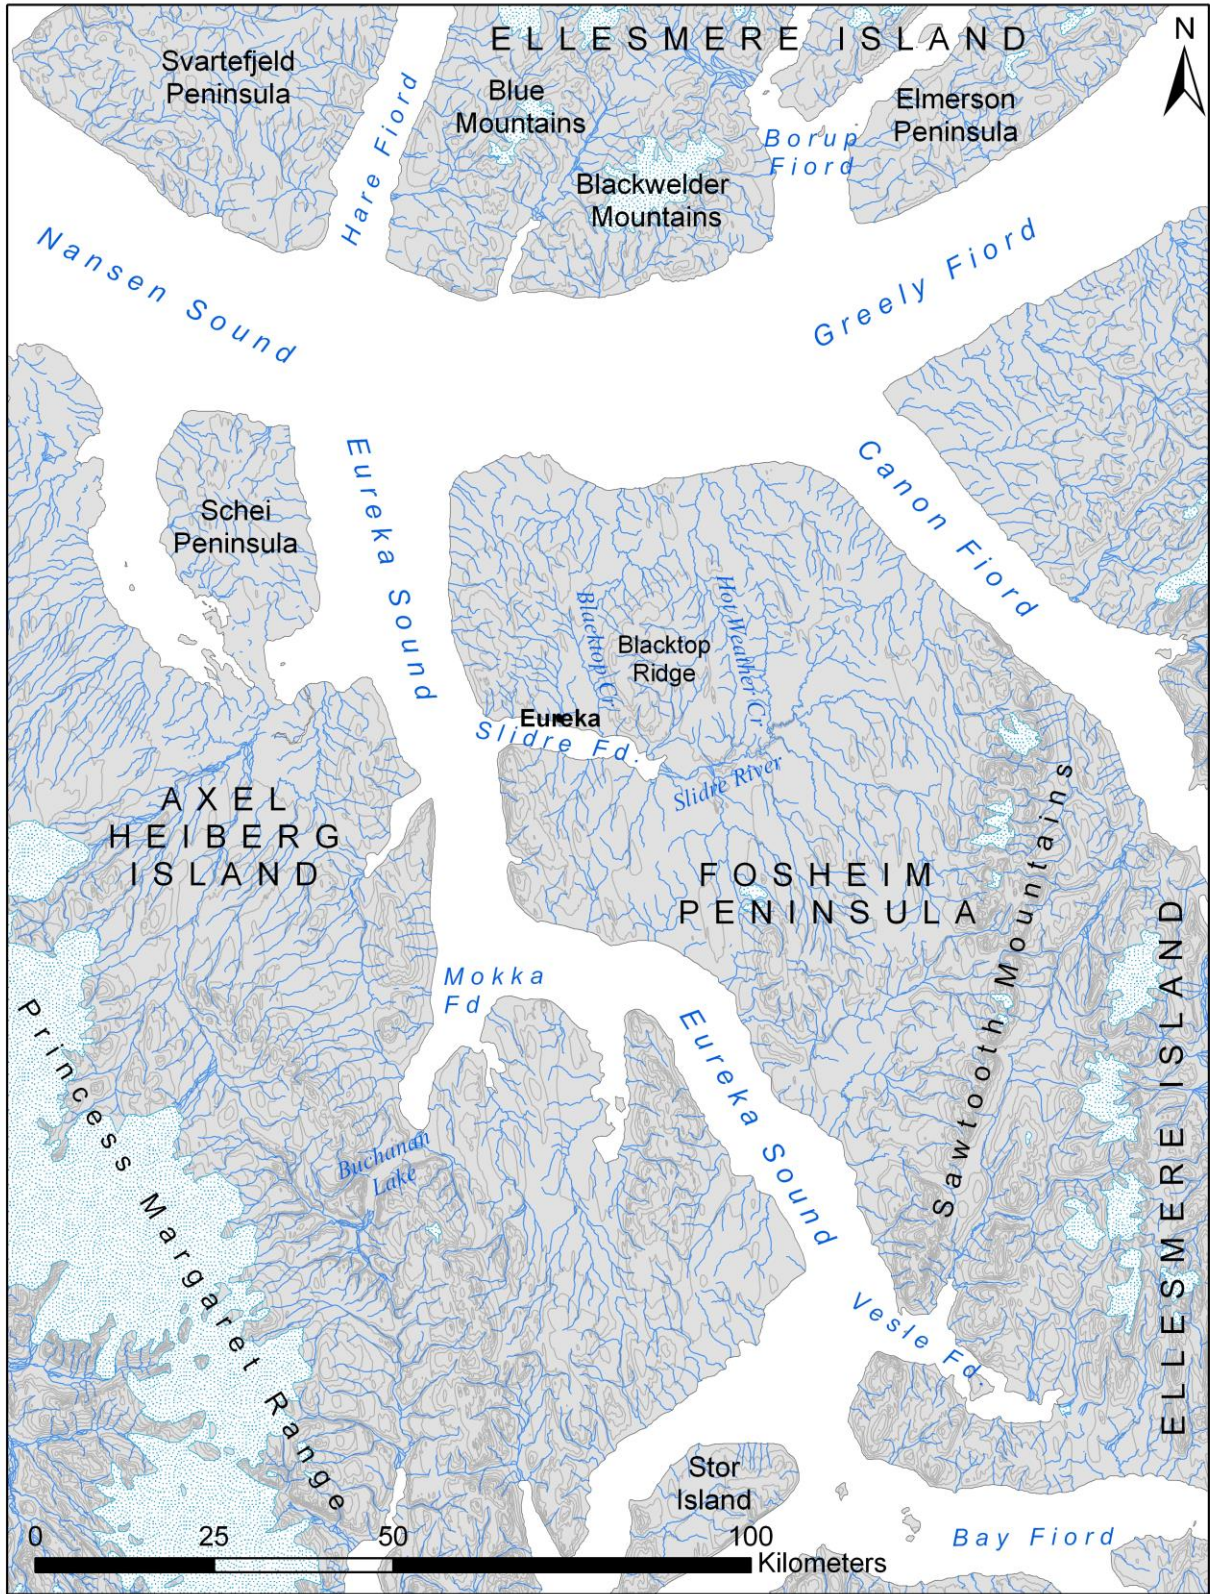 ELLESMERE ISLAND
N
Svartefjeld
Peninsula
Hare Fiord
Blue
Mountains
Elmerson
Peninsula
Borup
Fiord
Blackwelder
Mountains
Nansen Sound
Greely Fiord
Eureka Sound
Canon Fiord
Schei
Peninsula
Blacktop Cr.
Hot Weather Cr.
Blacktop
Ridge
Eureka
Slidre Fd.
Slidre River
AXEL
HEIBERG
ISLAND
FOSHEIM
PENINSULA
Sawtooth Mountains
ELLESMERE ISLAND
Mokka
Fd
Eureka Sound
Princess Margaret Range
Buchanan
Lake
Vesle Fd.
Stor
Island
Bay Fiord
0 25 50 100
Kilometers